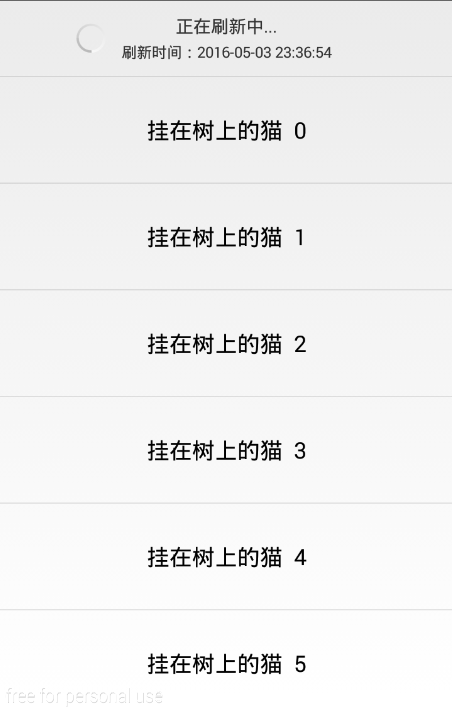 正在刷新中...
刷新时间：2016-05-03 23:36:54
挂在树上的猫 0
挂在树上的猫 1
挂在树上的猫 2
挂在树上的猫 3
挂在树上的猫 4
挂在树上的猫 5
free for personal use